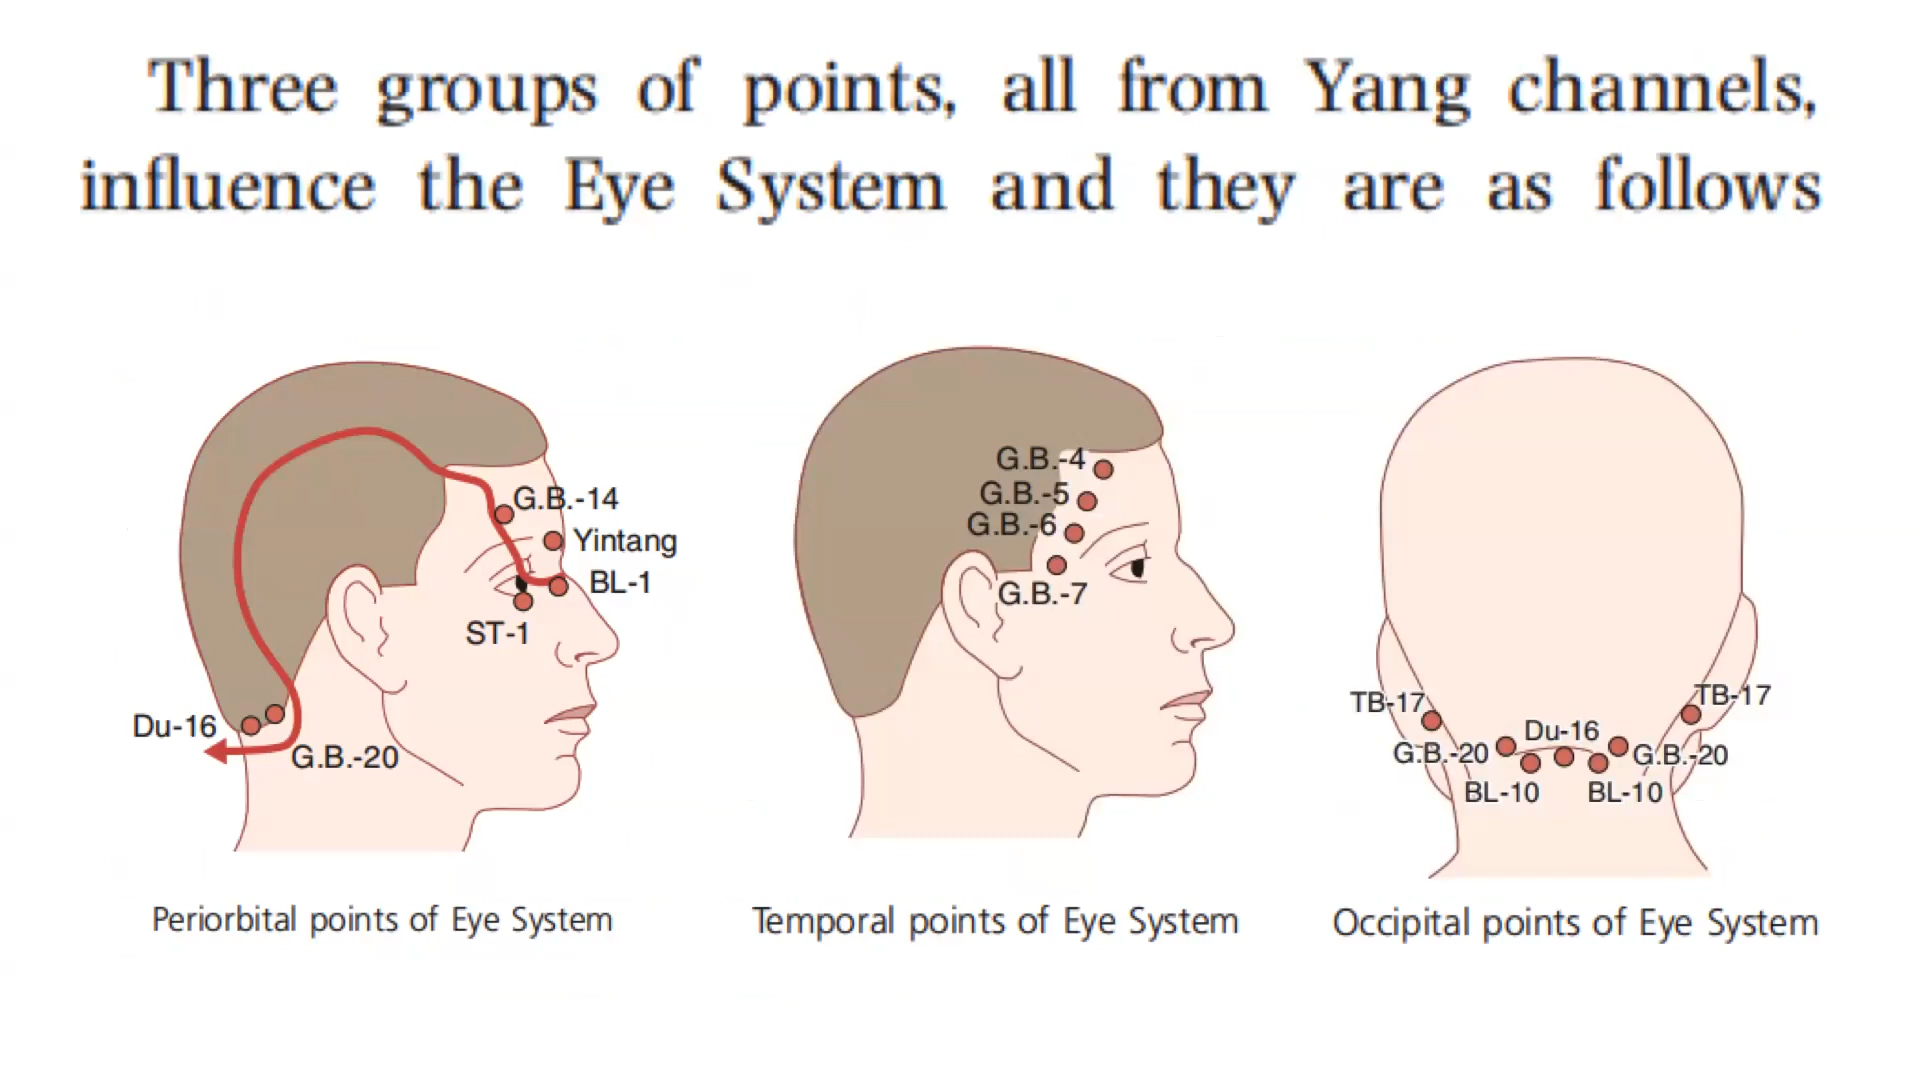 Three groups of points, all from Yang channels,
influence the Eye System and they are as follows
G.B.-14
Yintang
BL-1
ST-1
Du-16
G.B.-20
Periorbital points of Eye System
G.B.-4
G.B.-5
G.B.-6
G.B.-7
Temporal points of Eye System
TB-17
TB-17
Du-16
G.B.-20
G.B.-20
BL-10
BL-10
Occipital points of Eye System